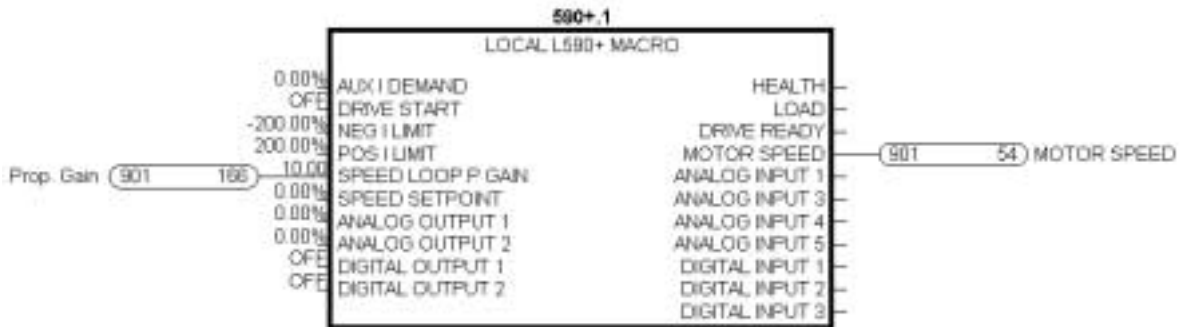 590+.1
LOCAL L590+ MACRO
0.00% AUX I DEMAND HEALTH
OFF DRIVE START LOAD
-200.00% NEG I LIMIT DRIVE READY
200.00% POS I LIMIT MOTOR SPEED 901 54 MOTOR SPEED
Prop. Gain 901 166 10.00 SPEED LOOP P GAIN ANALOG INPUT 1
0.00% SPEED SETPOINT ANALOG INPUT 3
0.00% ANALOG OUTPUT 1 ANALOG INPUT 4
0.00% ANALOG OUTPUT 2 ANALOG INPUT 5
OFF DIGITAL OUTPUT 1 DIGITAL INPUT 1
OFF DIGITAL OUTPUT 2 DIGITAL INPUT 2
DIGITAL INPUT 3